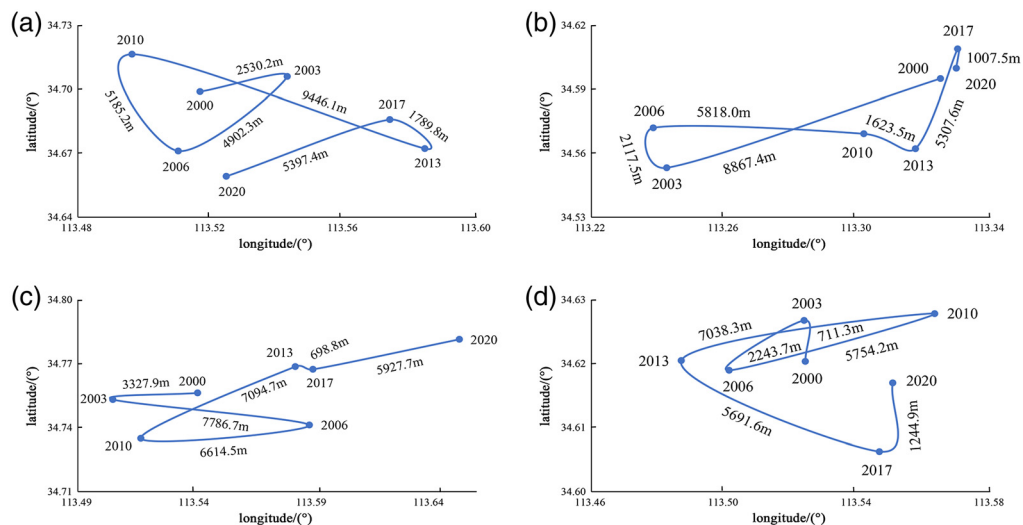 (a)
34.73
34.70
34.67
34.64
latitude/(°)
113.48
113.52
113.56
113.60
longitude/(°)
2010
2530.2m
2003
2000
9446.1m
2017
5185.2m
4902.3m
1789.8m
2006
5397.4m
2013
2020
(b)
34.62
34.59
34.56
34.53
latitude/(°)
113.22
113.26
113.30
113.34
longitude/(°)
2017
2000
1007.5m
2020
2006
5818.0m
1623.5m
5307.6m
2117.5m
2010
2013
2003
8867.4m
(c)
34.80
34.77
34.74
34.71
latitude/(°)
113.49
113.54
113.59
113.64
longitude/(°)
2020
2013
698.8m
3327.9m
2000
7094.7m
2017
5927.7m
2003
7786.7m
2006
2010
6614.5m
(d)
34.63
34.62
34.61
34.60
latitude/(°)
113.46
113.50
113.54
113.58
longitude/(°)
2003
2010
7038.3m
711.3m
2243.7m
5754.2m
2013
2006
2000
2020
5691.6m
1244.9m
2017